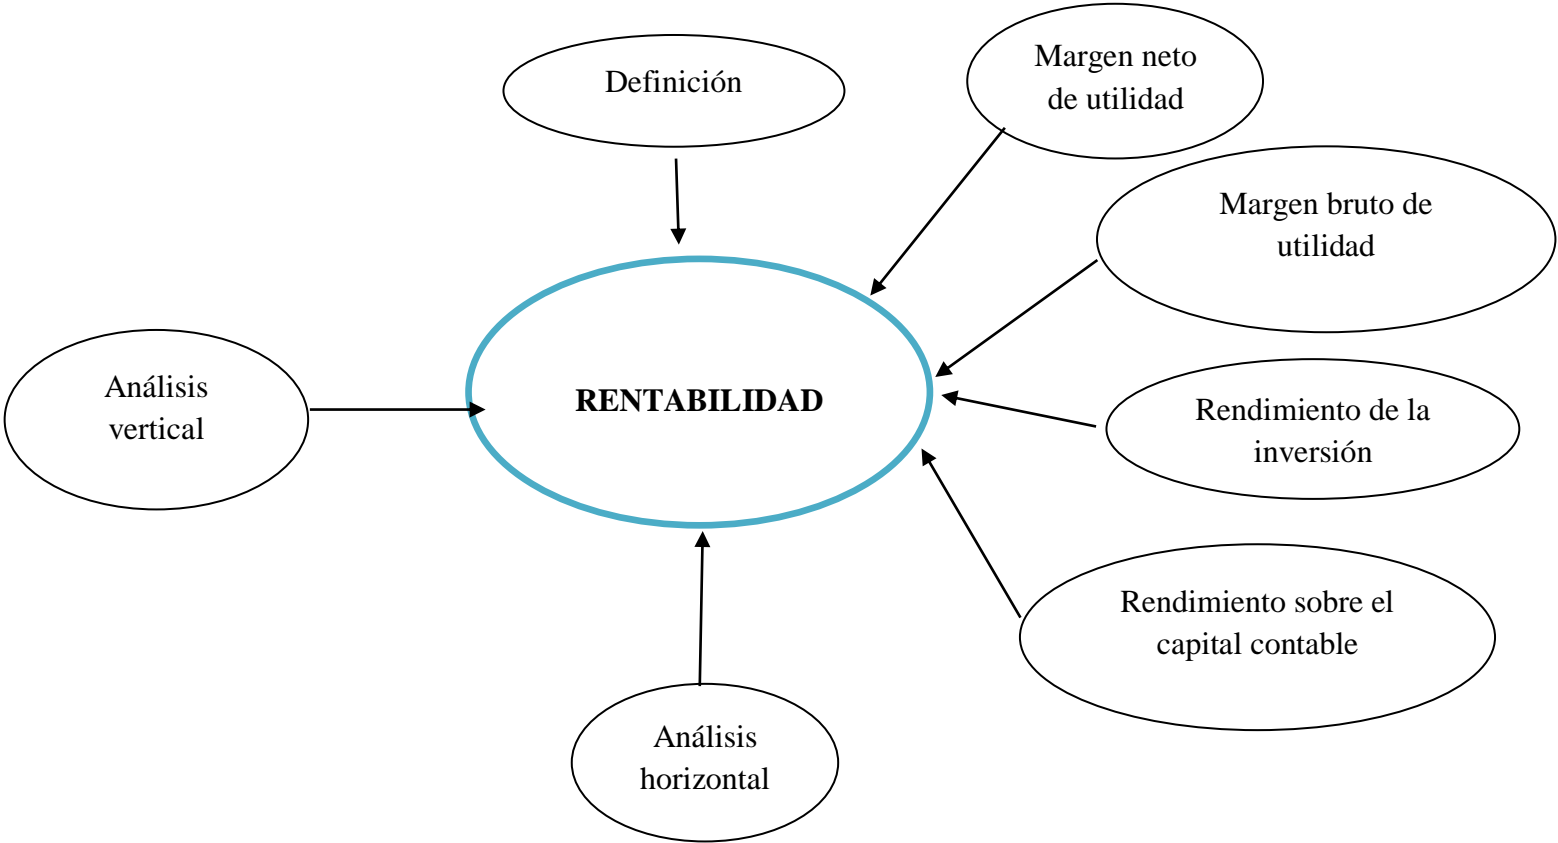 Definición
Margen neto
de utilidad
Margen bruto de
utilidad
Análisis
vertical
RENTABILIDAD
Rendimiento de la
inversión
Rendimiento sobre el
capital contable
Análisis
horizontal